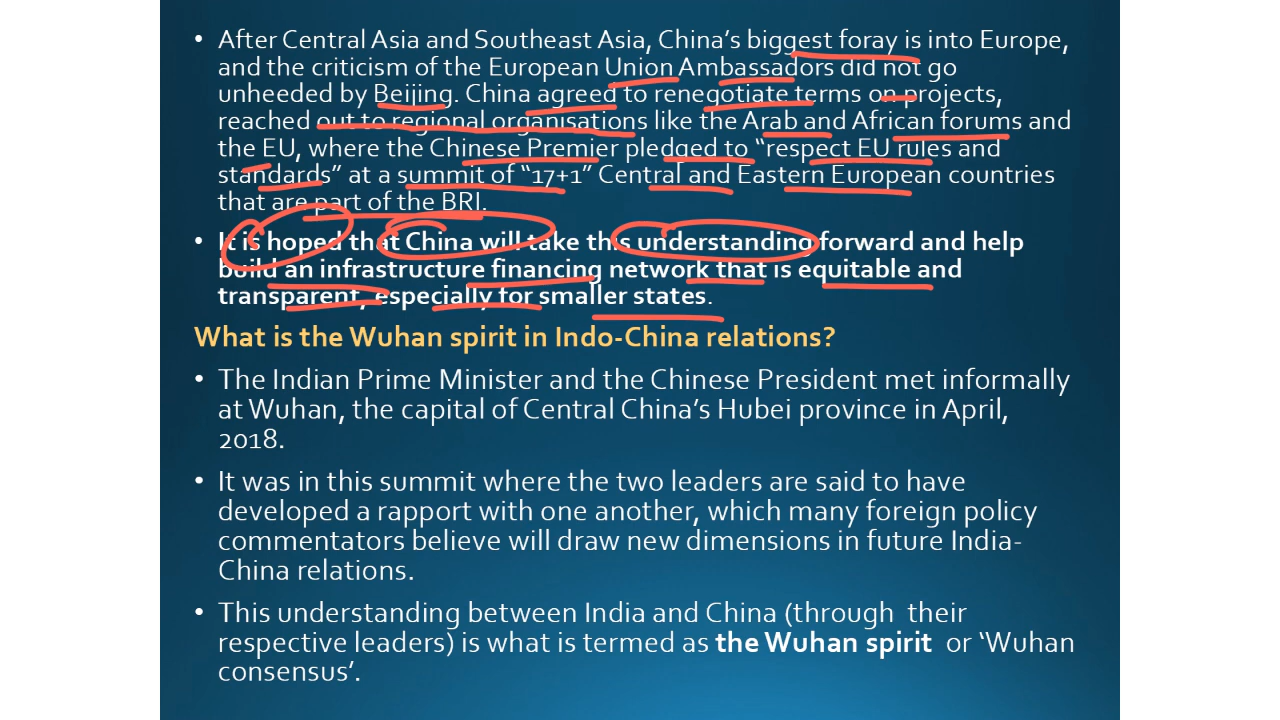 • After Central Asia and Southeast Asia, China's biggest foray is into Europe,
and the criticism of the European Union Ambassadors did not go
unheeded by Beijing. China agreed to renegotiate terms on projects,
reached out to regional organisations like the Arab and African forums and
the EU, where the Chinese Premier pledged to “respect EU rules and
standards” at a summit of “17+1” Central and Eastern European countries
that are part of the BRI.
• It is hoped that China will take this understanding forward and help
build an infrastructure financing network that is equitable and
transparent, especially for smaller states.
What is the Wuhan spirit in Indo-China relations?
• The Indian Prime Minister and the Chinese President met informally
at Wuhan, the capital of Central China's Hubei province in April,
2018.
• It was in this summit where the two leaders are said to have
developed a rapport with one another, which many foreign policy
commentators believe will draw new dimensions in future India-
China relations.
• This understanding between India and China (through their
respective leaders) is what is termed as the Wuhan spirit or ‘Wuhan
consensus’.